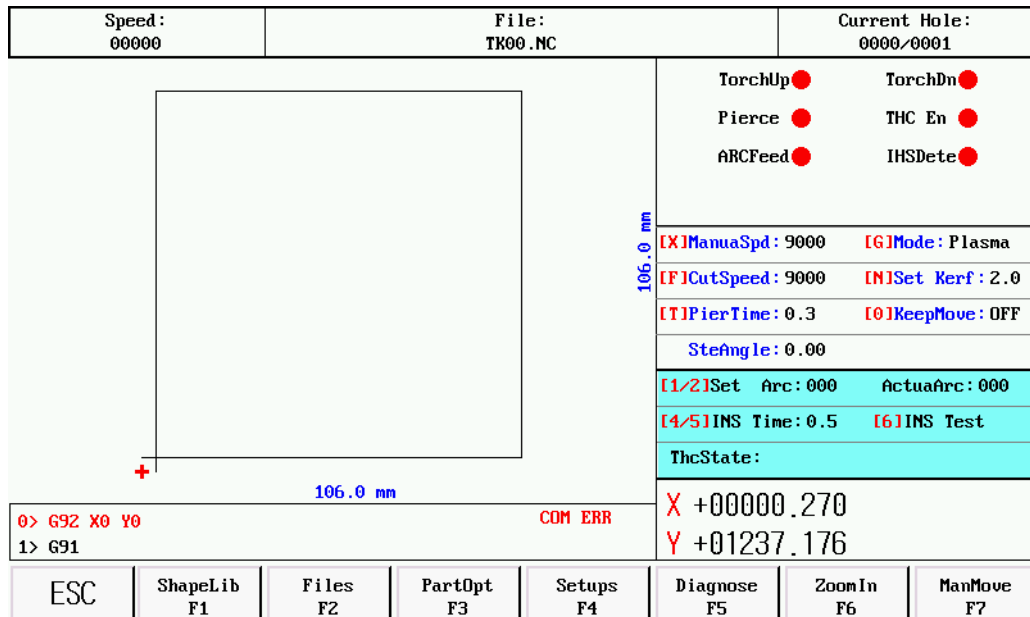 Speed:
00000
File:
TK00.NC
Current Hole:
0000/0001
TorchUp TorchDn
Pierce THC En
ARCFeed IHSDete
106.0 mm
[X]ManuaSpd:9000 [G]Mode:Plasma
[F]CutSpeed:9000 [N]Set Kerf:2.0
[T]PierTime:0.3 [0]KeepMove:OFF
SteAngle:0.00
[1/2]Set Arc:000 ActuaArc:000
[4/5]INS Time:0.5 [6]INS Test
ThcState:
106.0 mm
0> G92 X0 Y0 COM ERR
1> G91
X +00000.270
Y +01237.176
ESC
ShapeLib
F1
Files
F2
PartOpt
F3
Setups
F4
Diagnose
F5
ZoomIn
F6
ManMove
F7